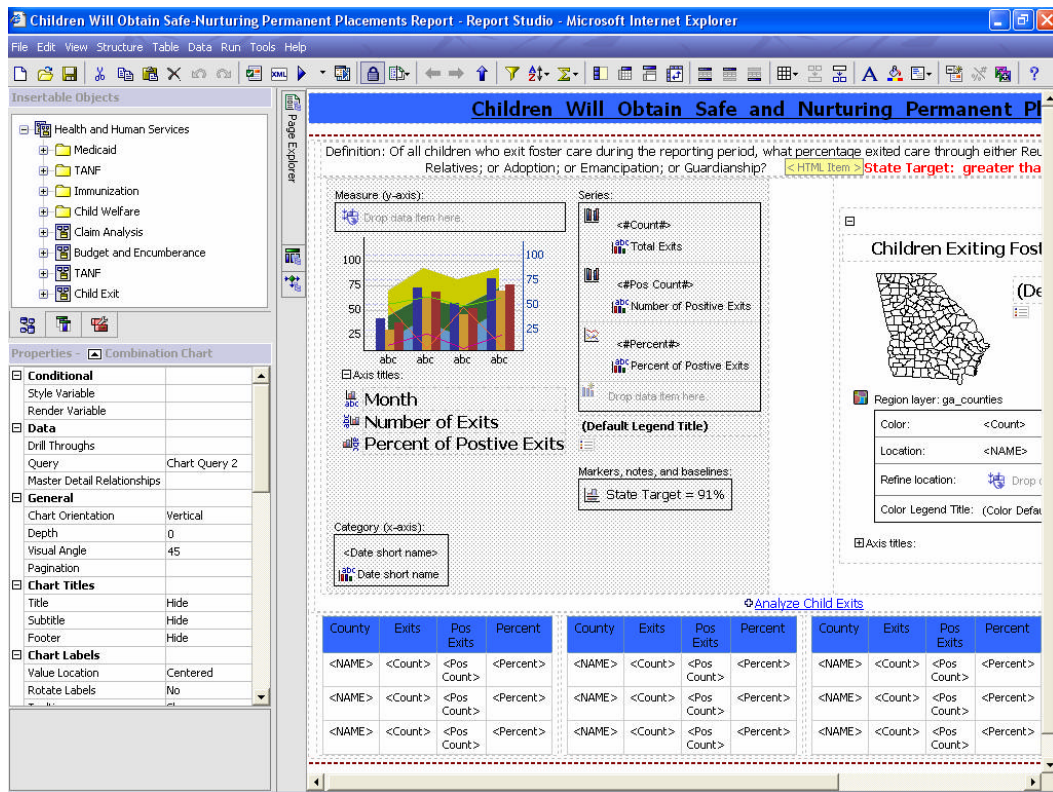 Children Will Obtain Safe-Nurturing Permanent Placements Report - Report Studio - Microsoft Internet Explorer
File Edit View Structure Table Data Run Tools Help
Insertable Objects
Health and Human Services
Medicaid
TANF
Immunization
Child Welfare
Claim Analysis
Budget and Encumberance
TANF
Child Exit
Properties - Combination Chart
Conditional
Style Variable
Render Variable
Data
Drill Throughs
Query Chart Query 2
Master Detail Relationships
General
Chart Orientation Vertical
Depth 0
Visual Angle 45
Pagination
Chart Titles
Title Hide
Subtitle Hide
Footer Hide
Chart Labels
Value Location Centered
Rotate Labels No
Page Explorer
Children Will Obtain Safe and Nurturing Permanent Pl
Definition: Of all children who exit foster care during the reporting period, what percentage exited care through either Reu
Relatives; or Adoption; or Emancipation; or Guardianship? <HTML Item> State Target: greater tha
Measure (y-axis):
Drop data item here.
100 100
75 75
50 50
25 25
abc abc abc abc
Axis titles:
Month
Number of Exits
Percent of Postive Exits
Category (x-axis):
<Date short name>
Date short name
Series:
<#Count#>
Total Exits
<#Pos Count#>
Number of Positive Exits
<#Percent#>
Percent of Postive Exits
Drop data item here.
(Default Legend Title)
Markers, notes, and baselines:
State Target = 91%
Children Exiting Fost
(De
Region layer: ga_counties
Color: <Count>
Location: <NAME>
Refine location: Drop
Color Legend Title: (Color Defau
Axis titles:
Analyze Child Exits
County Exits Pos Exits Percent County Exits Pos Exits Percent County Exits Pos Exits Percent
<NAME> <Count> <Pos Count> <Percent> <NAME> <Count> <Pos Count> <Percent> <NAME> <Count> <Pos Count> <Percent>
<NAME> <Count> <Pos Count> <Percent> <NAME> <Count> <Pos Count> <Percent> <NAME> <Count> <Pos Count> <Percent>
<NAME> <Count> <Pos Count> <Percent> <NAME> <Count> <Pos Count> <Percent> <NAME> <Count> <Pos Count> <Percent>